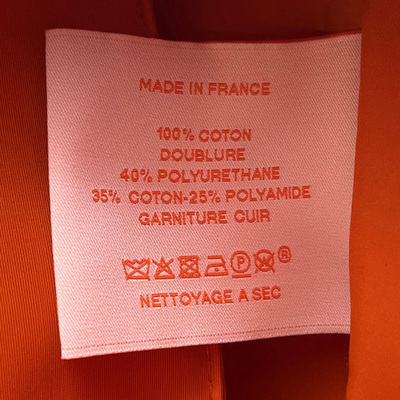 MADE IN FRANCE
100% COTON
DOUBLURE
40% POLYURETHANE
35% COTON-25% POLYAMIDE
GARNITURE CUIR
P ®
NETTOYAGE A SEC